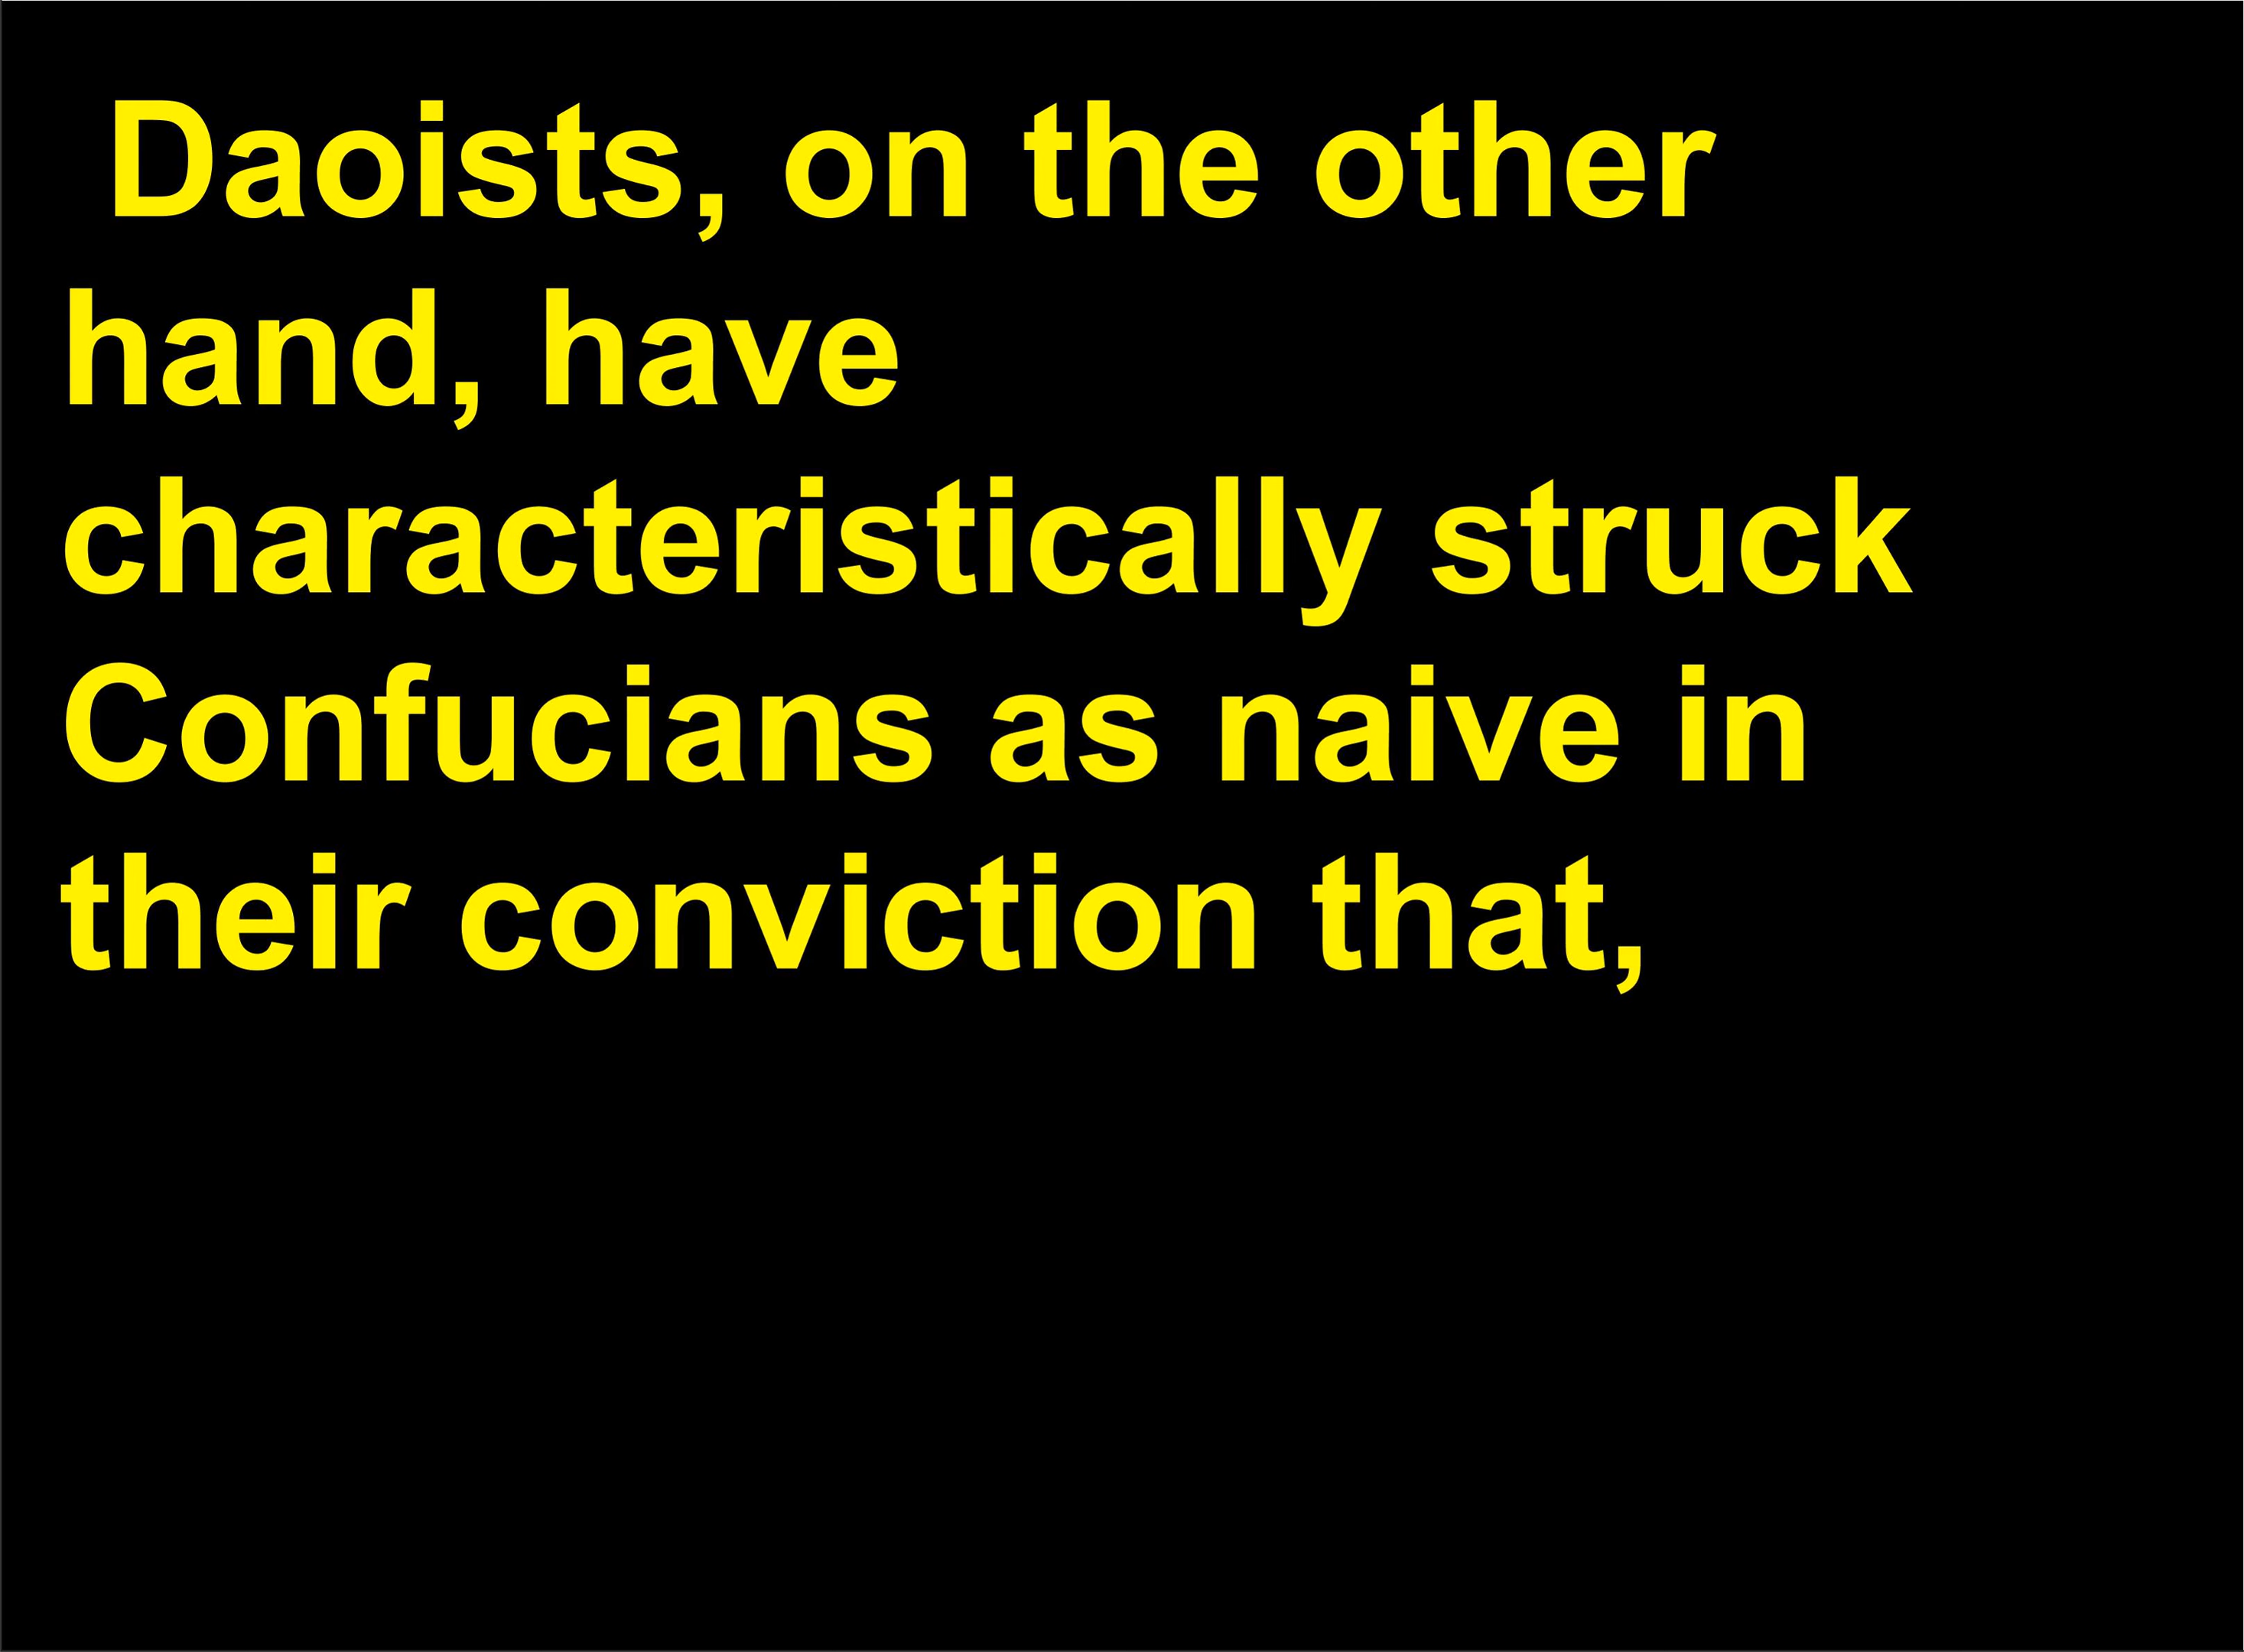 Daoists, on the other
hand, have
characteristically struck
Confucians as naive in
their conviction that,